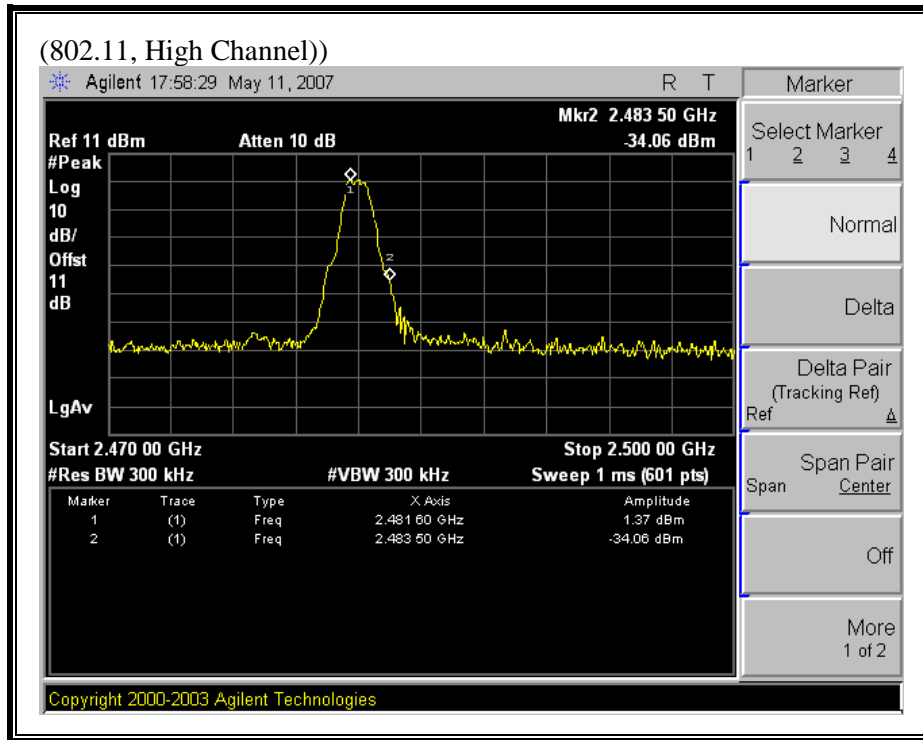 (802.11, High Channel))
Agilent 17:58:29 May 11, 2007 R T
Mkr2 2.483 50 GHz
Ref 11 dBm Atten 10 dB -34.06 dBm
#Peak
Log
10
dB/
Offst
11
dB
1
2
LgAv
Start 2.470 00 GHz Stop 2.500 00 GHz
#Res BW 300 kHz #VBW 300 kHz Sweep 1 ms (601 pts)
Marker Trace Type X Axis Amplitude
1 (1) Freq 2.481 60 GHz 1.37 dBm
2 (1) Freq 2.483 50 GHz -34.06 dBm
Copyright 2000-2003 Agilent Technologies
Marker
Select Marker
1 2 3 4
Normal
Delta
Delta Pair
(Tracking Ref)
Ref Δ
Span Pair
Span Center
Off
More
1 of 2